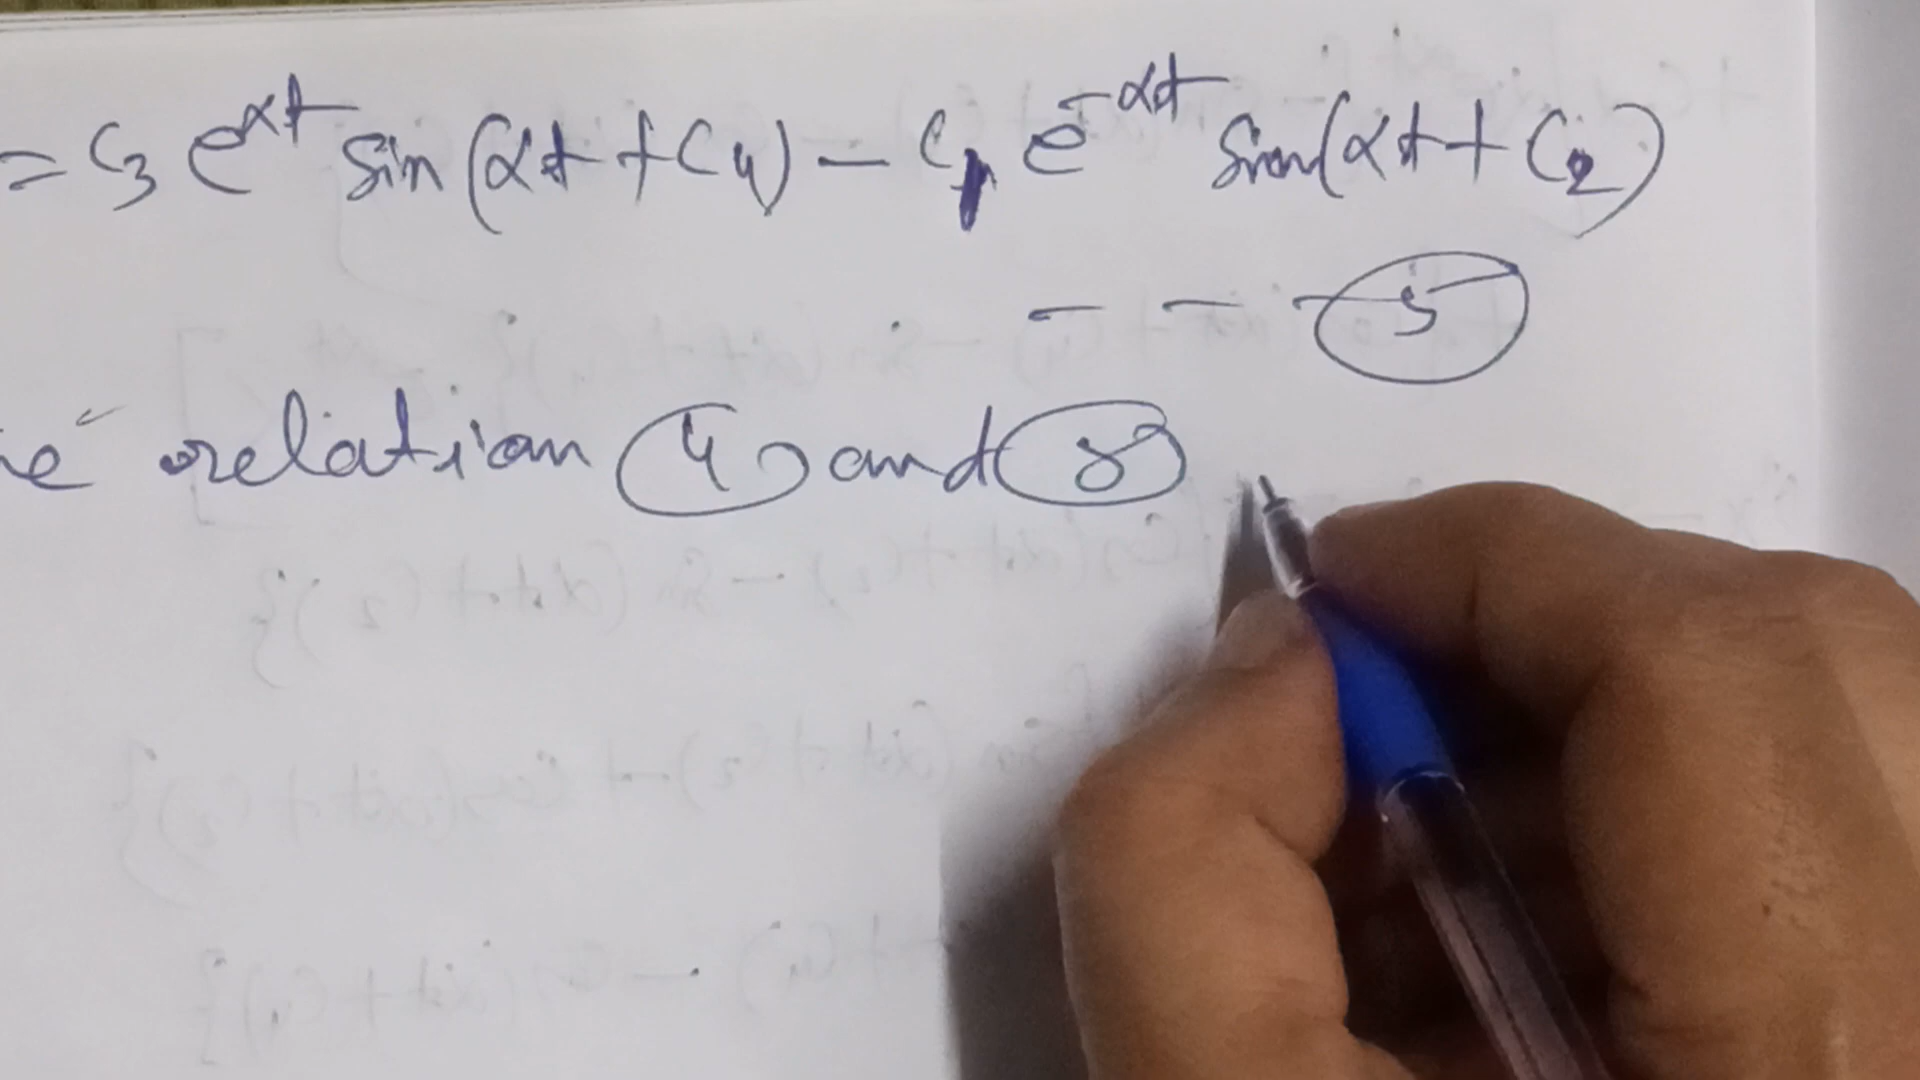 = C₃ e^αt sin(αt + C₄) − C₁ e^−αt sin(αt + C₂)
- - - 5
relation 4 and 8